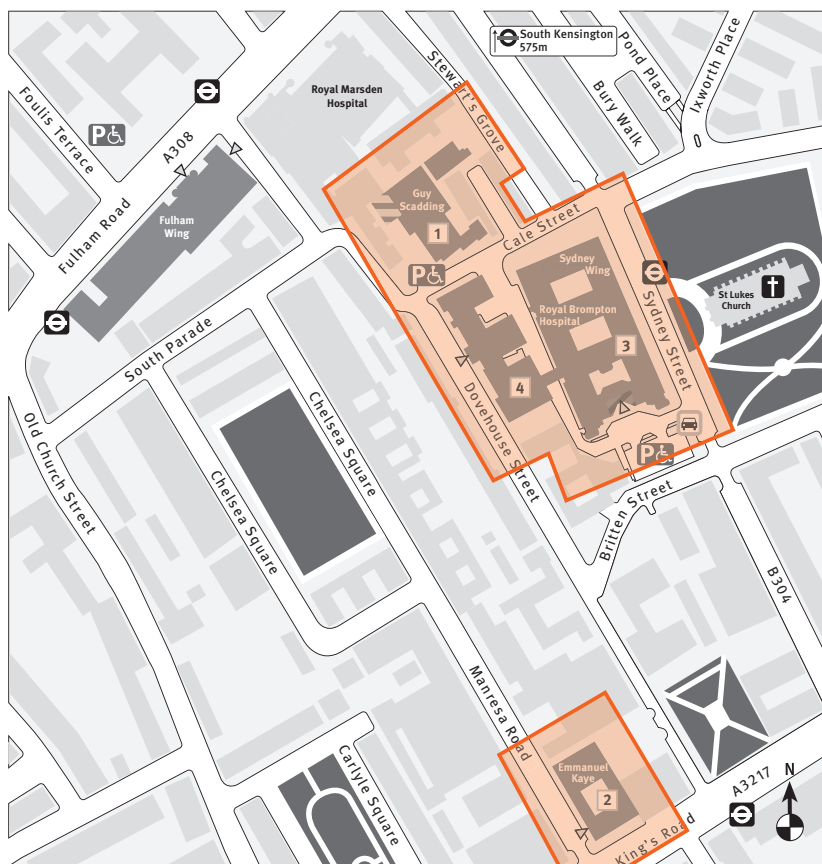 South Kensington
575m
Stewart's Grove
Pond Place
Bury Walk
Ixworth Place
Foulis Terrace
Royal Marsden
Hospital
P
A308
Fulham Road
Fulham
Wing
Guy
Scadding
1
Cale Street
P
Sydney
Wing
Royal Brompton
Hospital
3
Sydney Street
St Lukes
Church
South Parade
4
Dovehouse Street
P
Chelsea Square
Old Church Street
Chelsea Square
Britten Street
B304
Manresa Road
Emmanuel
Kaye
2
Carlyle Square
King's Road
A3217
N